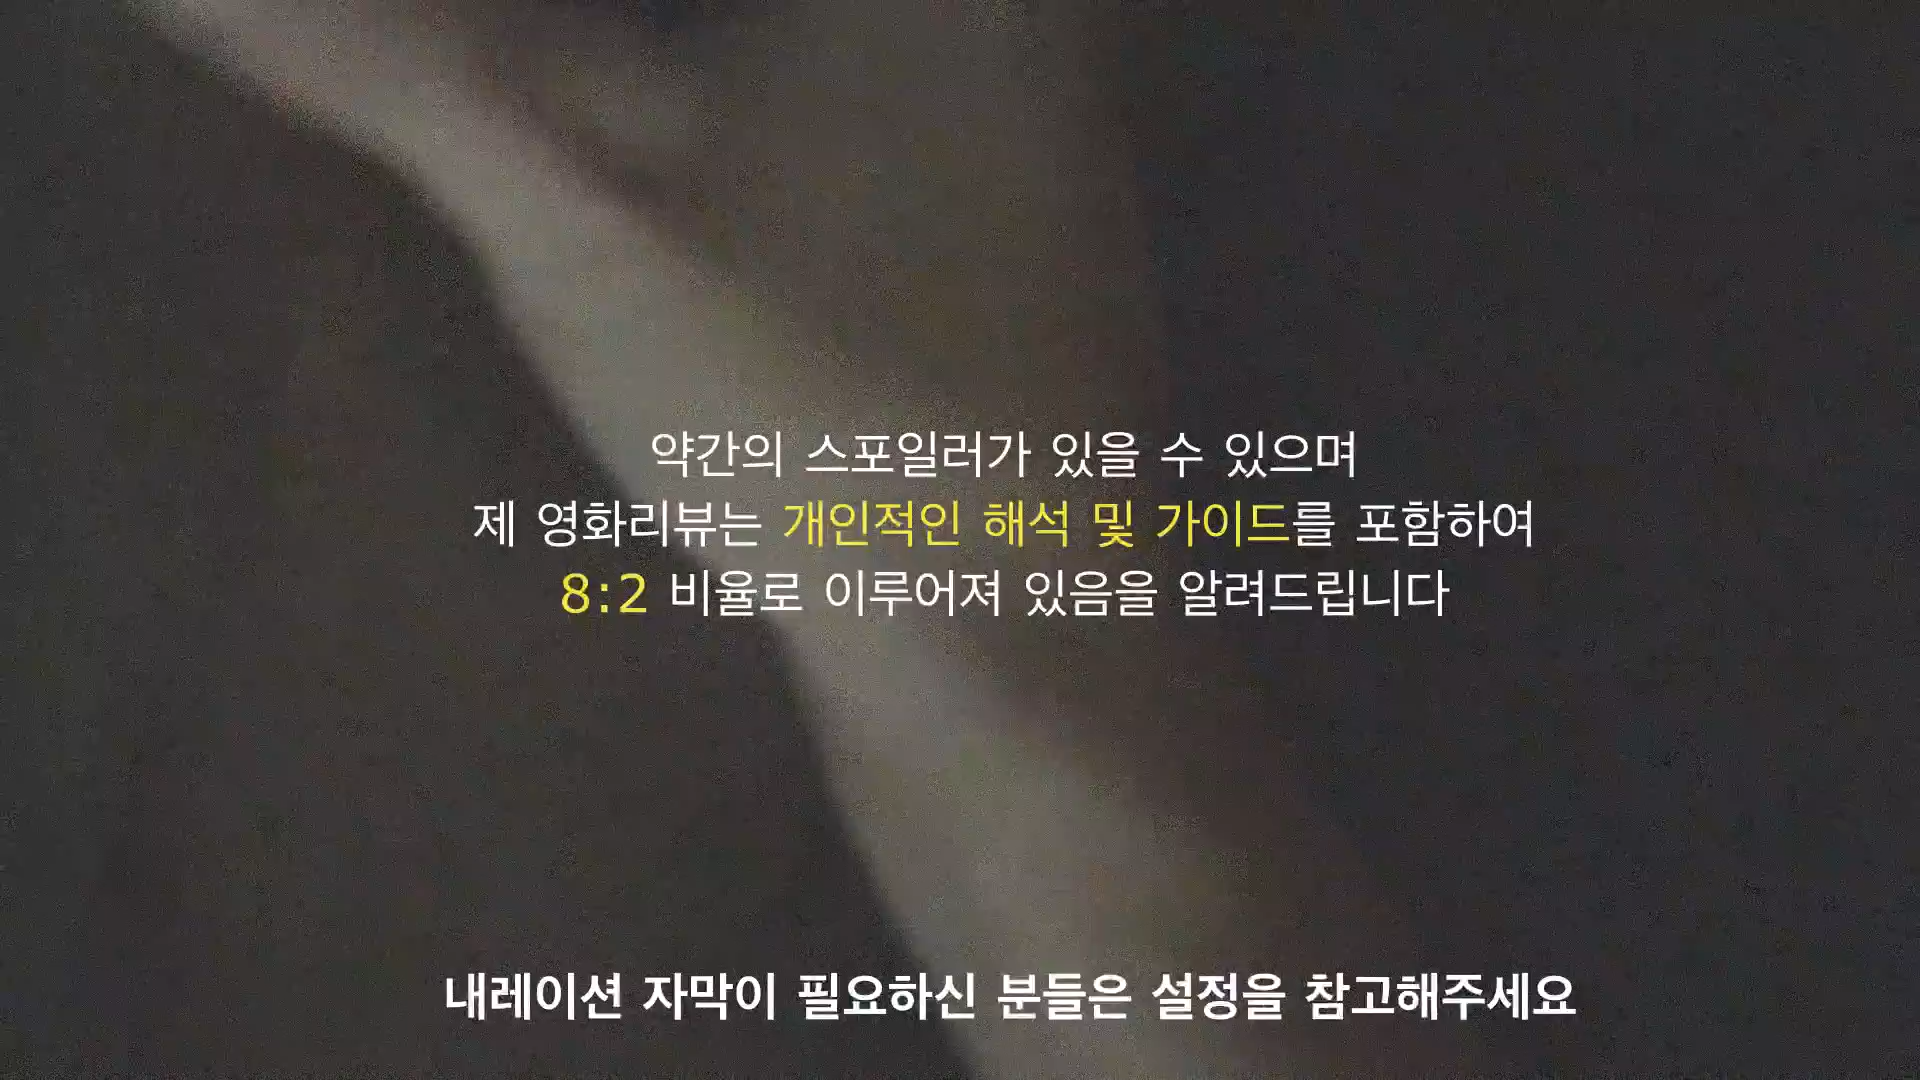 약간의 스포일러가 있을 수 있으며
제 영화리뷰는 개인적인 해석 및 가이드를 포함하여
8:2 비율로 이루어져 있음을 알려드립니다
내레이션 자막이 필요하신 분들은 설정을 참고해주세요